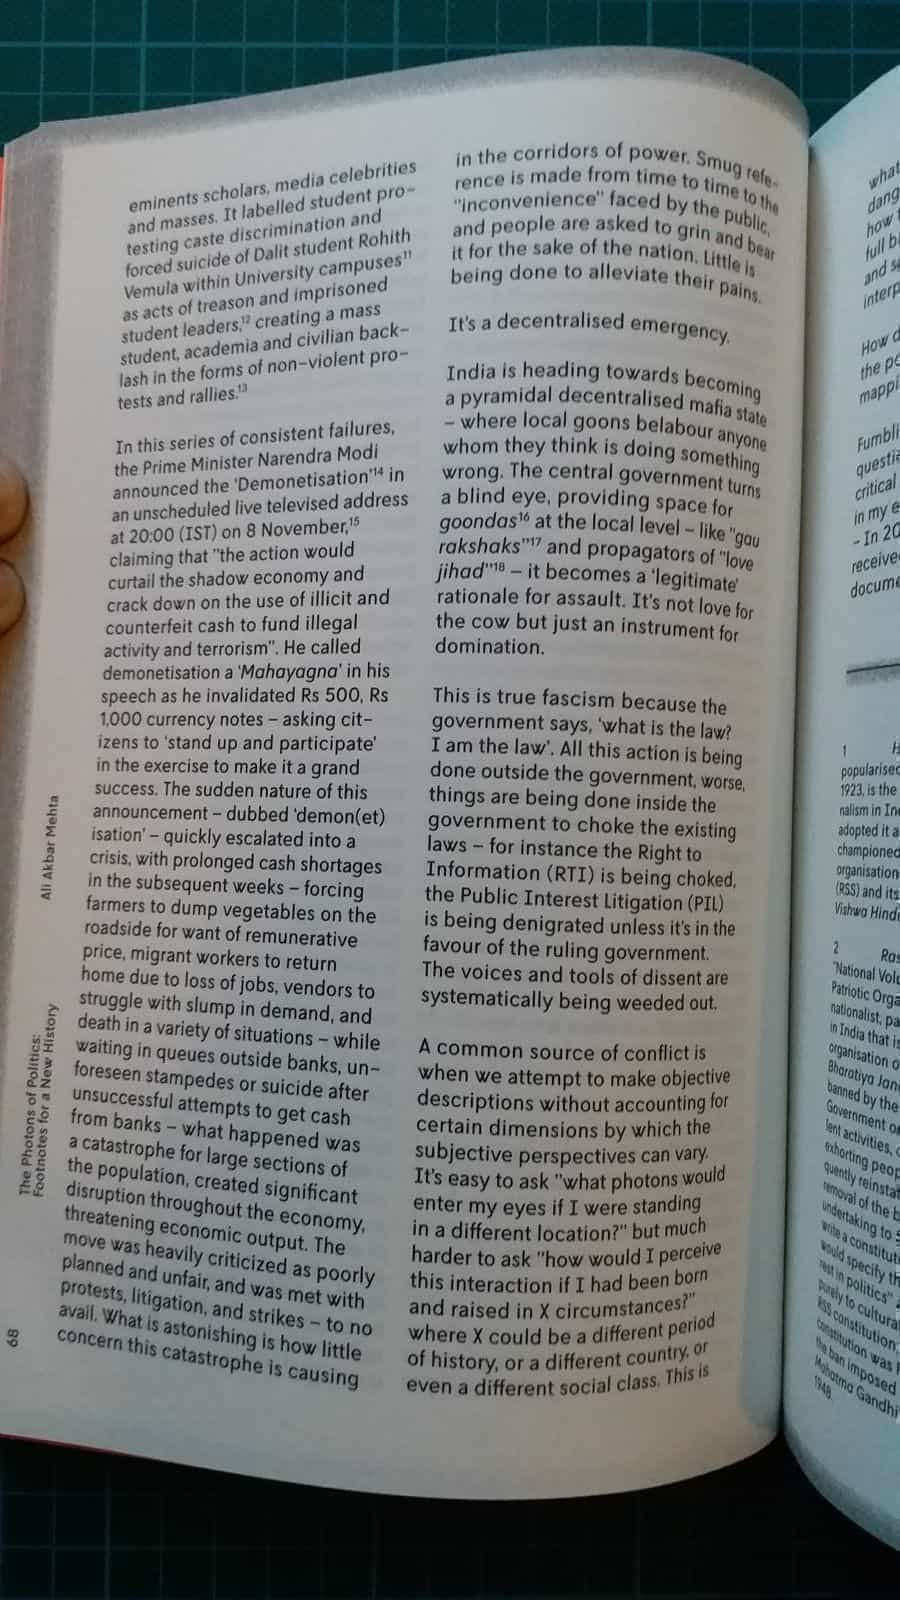 eminents scholars, media celebrities
and masses. It labelled student pro-
testing caste discrimination and
forced suicide of Dalit student Rohith
Vemula within University campuses¹¹
as acts of treason and imprisoned
student leaders,¹² creating a mass
student, academia and civilian back-
lash in the forms of non-violent pro-
tests and rallies.¹³
In this series of consistent failures,
the Prime Minister Narendra Modi
announced the 'Demonetisation'¹⁴ in
an unscheduled live televised address
at 20:00 (IST) on 8 November,¹⁵
claiming that "the action would
curtail the shadow economy and
crack down on the use of illicit and
counterfeit cash to fund illegal
activity and terrorism". He called
demonetisation a 'Mahayagna' in his
speech as he invalidated Rs 500, Rs
1,000 currency notes – asking cit-
izens to 'stand up and participate'
in the exercise to make it a grand
success. The sudden nature of this
announcement – dubbed 'demon(et)
isation' – quickly escalated into a
crisis, with prolonged cash shortages
in the subsequent weeks – forcing
farmers to dump vegetables on the
roadside for want of remunerative
price, migrant workers to return
home due to loss of jobs, vendors to
struggle with slump in demand, and
death in a variety of situations – while
waiting in queues outside banks, un-
foreseen stampedes or suicide after
unsuccessful attempts to get cash
from banks – what happened was
a catastrophe for large sections of
the population, created significant
disruption throughout the economy,
threatening economic output. The
move was heavily criticized as poorly
planned and unfair, and was met with
protests, litigation, and strikes – to no
avail. What is astonishing is how little
concern this catastrophe is causing
in the corridors of power. Smug refe-
rence is made from time to time to the
"inconvenience" faced by the public,
and people are asked to grin and bear
it for the sake of the nation. Little is
being done to alleviate their pains.
It's a decentralised emergency.
India is heading towards becoming
a pyramidal decentralised mafia state
– where local goons belabour anyone
whom they think is doing something
wrong. The central government turns
a blind eye, providing space for
goondas¹⁶ at the local level – like "gau
rakshaks"¹⁷ and propagators of "love
jihad"¹⁸ – it becomes a 'legitimate'
rationale for assault. It's not love for
the cow but just an instrument for
domination.
This is true fascism because the
government says, 'what is the law?
I am the law'. All this action is being
done outside the government, worse,
things are being done inside the
government to choke the existing
laws – for instance the Right to
Information (RTI) is being choked,
the Public Interest Litigation (PIL)
is being denigrated unless it's in the
favour of the ruling government.
The voices and tools of dissent are
systematically being weeded out.
A common source of conflict is
when we attempt to make objective
descriptions without accounting for
certain dimensions by which the
subjective perspectives can vary.
It's easy to ask "what photons would
enter my eyes if I were standing
in a different location?" but much
harder to ask "how would I perceive
this interaction if I had been born
and raised in X circumstances?"
where X could be a different period
of history, or a different country, or
even a different social class. This is
Ali Akbar Mehta
The Photons of Politics:
Footnotes for a New History
68
what
dang
how
full
and
interp
How
the
mappi
Fumbli
questi
critical
in my
– In 20
receive
docume
1
popularised
1923, is the
nalism in
adopted it a
championed
organisation
(RSS) and its
Vishwa Hind
2
"National Vol
Patriotic Orga
nationalist, pa
in India that is
organisation o
Bharatiya Jan
banned by the
Government o
lent activities,
exhorting peop
quently reinstat
removal of the b
undertaking to
write a constitut
would specify th
rest in politics"
purely to cultural
RSS constitution
constitution was
the ban imposed
Mahatma Gandhi
1948.